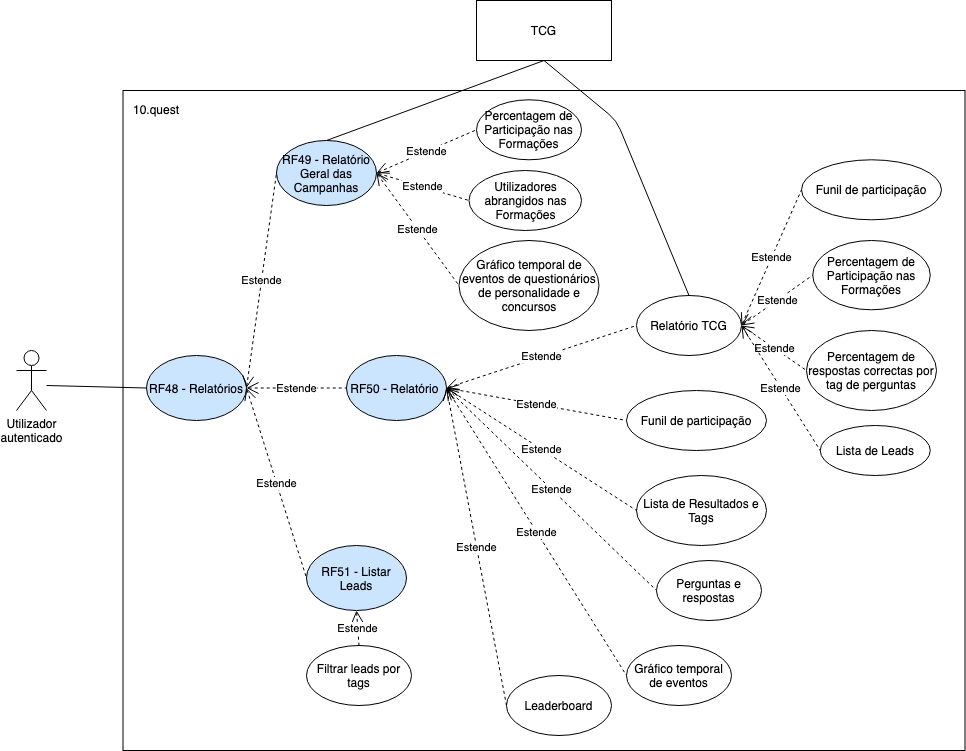 TCG
10.quest
Percentagem de
Participação nas
Formações
Estende
RF49 - Relatório
Geral das
Campanhas
Estende
Utilizadores
abrangidos nas
Formações
Estende
Gráfico temporal de
eventos de questionários
de personalidade e
concursos
Funil de participação
Estende
Percentagem de
Participação nas
Formações
Estende
Estende
Relatório TCG
Estende
Percentagem de
respostas correctas por
tag de perguntas
Estende
Lista de Leads
Estende
Utilizador
autenticado
RF48 - Relatórios
Estende
RF50 - Relatório
Estende
Funil de participação
Estende
Lista de Resultados e
Tags
Estende
Estende
Perguntas e
respostas
Estende
Gráfico temporal
de eventos
Estende
Leaderboard
Estende
RF51 - Listar
Leads
Estende
Filtrar leads por
tags